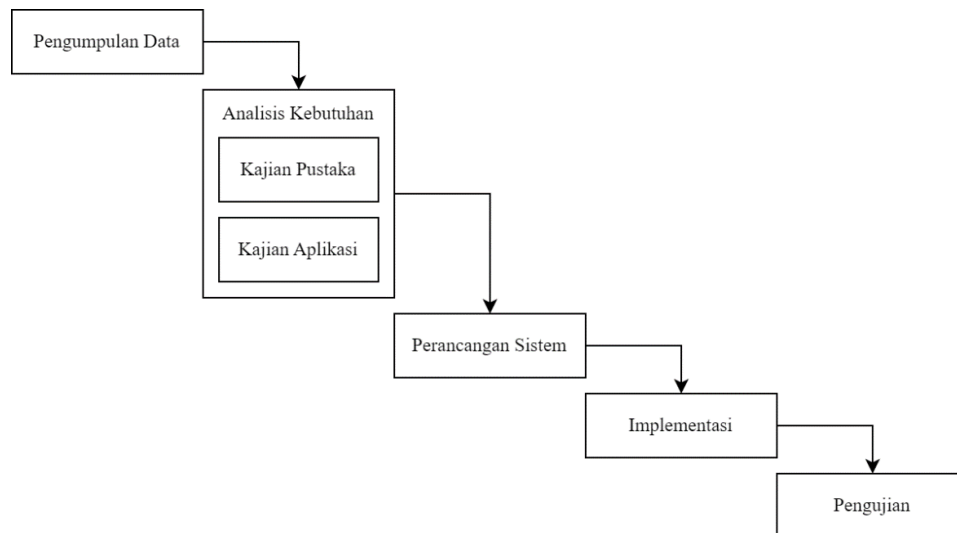 Pengumpulan Data
Analisis Kebutuhan
Kajian Pustaka
Kajian Aplikasi
Perancangan Sistem
Implementasi
Pengujian